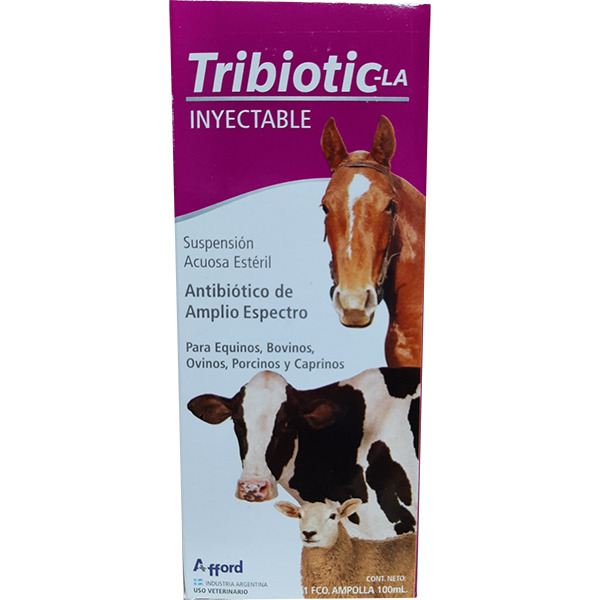 Tribiotic-LA
INYECTABLE
Suspensión
Acuosa Estéril
Antibiótico de
Amplio Espectro
Para Equinos, Bovinos,
Ovinos, Porcinos y Caprinos
Afford
INDUSTRIA ARGENTINA
USO VETERINARIO
CONT. NETO:
1 FCO. AMPOLLA 100mL.